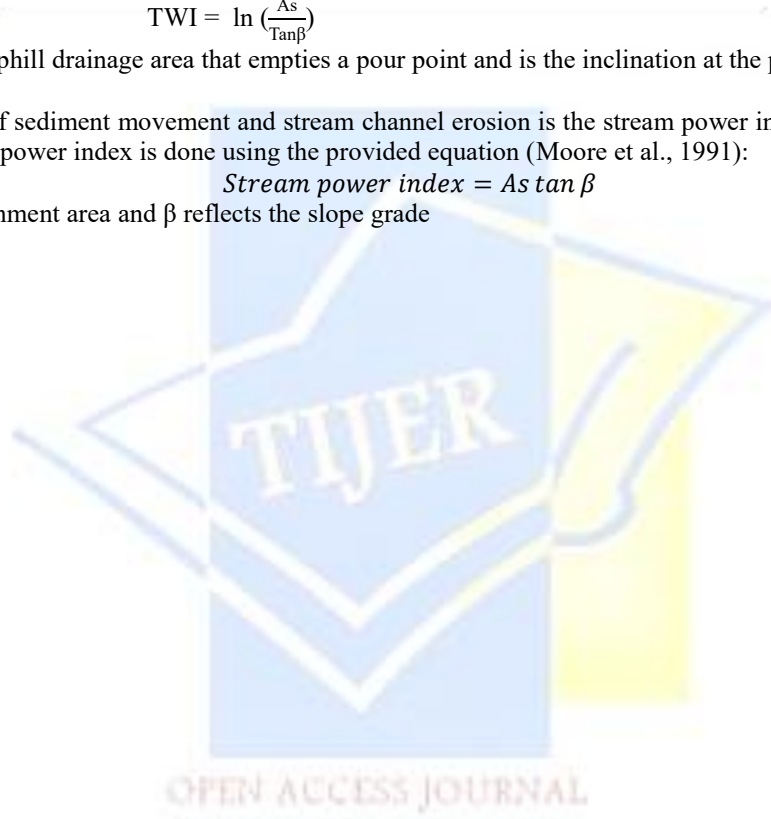 TWI = ln (As/Tanβ)
phill drainage area that empties a pour point and is the inclination at the
f sediment movement and stream channel erosion is the stream power in
power index is done using the provided equation (Moore et al., 1991):
Stream power index = As tan β
nment area and β reflects the slope grade
TIJER
OPEN ACCESS JOURNAL